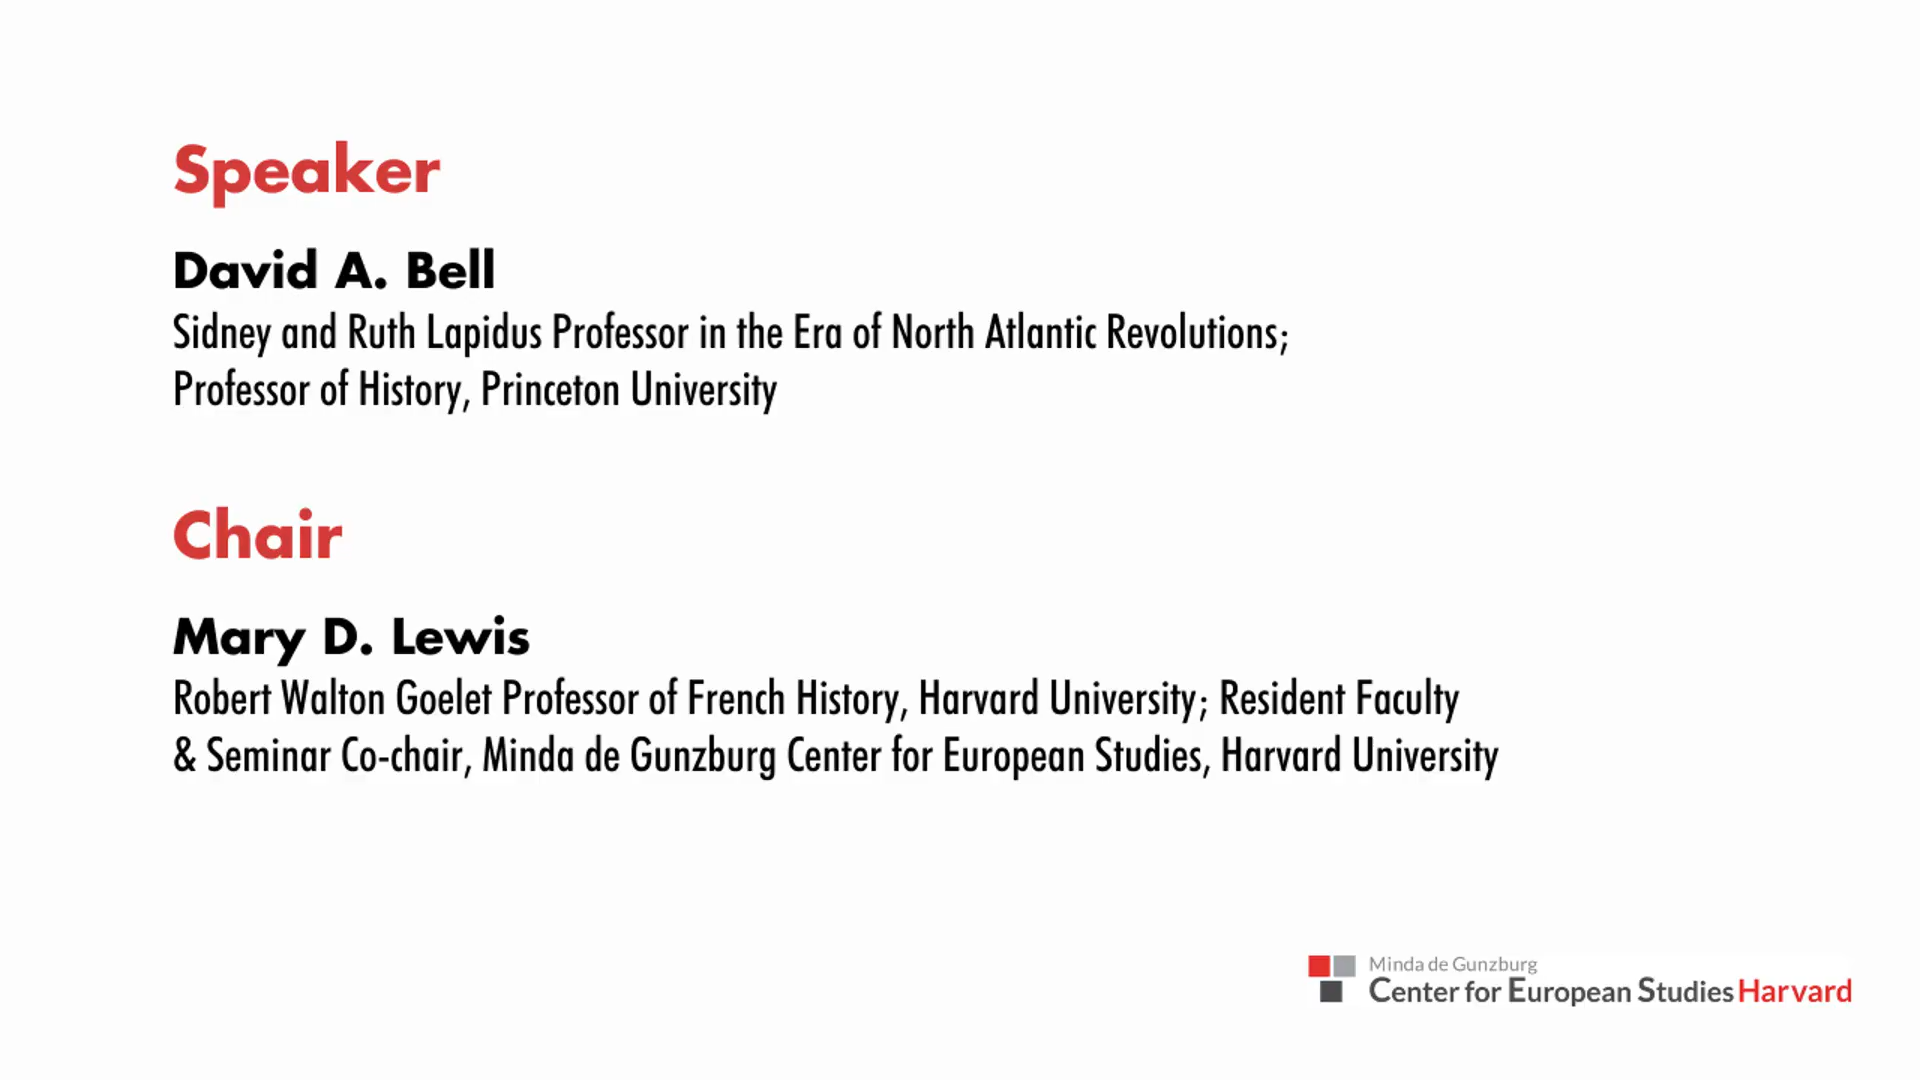 Speaker
David A. Bell
Sidney and Ruth Lapidus Professor in the Era of North Atlantic Revolutions;
Professor of History, Princeton University
Chair
Mary D. Lewis
Robert Walton Goelet Professor of French History, Harvard University; Resident Faculty
& Seminar Co-chair, Minda de Gunzburg Center for European Studies, Harvard University
Minda de Gunzburg
Center for European Studies Harvard